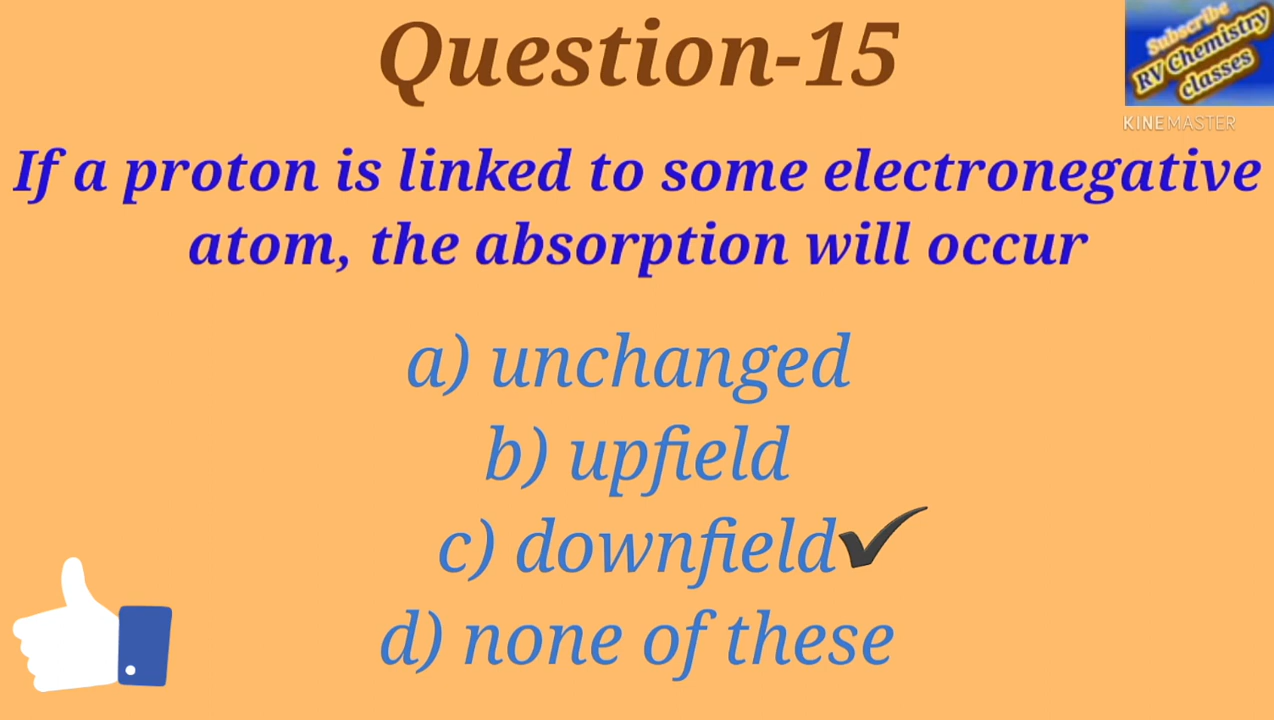 Question-15
Subscribe
RV Chemistry
classes
KINEMASTER
If a proton is linked to some electronegative
atom, the absorption will occur
a) unchanged
b) upfield
c) downfield✔
d) none of these